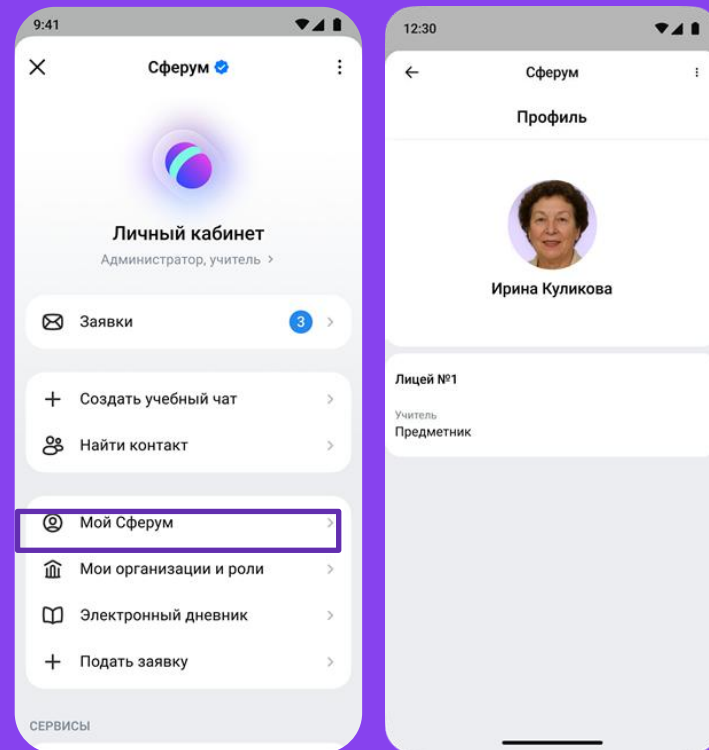 9:41
Сферум
Личный кабинет
Администратор, учитель >
Заявки 3
Создать учебный чат
Найти контакт
Мой Сферум
Мои организации и роли
Электронный дневник
Подать заявку
СЕРВИСЫ
12:30
Сферум
Профиль
Ирина Куликова
Лицей №1
Учитель
Предметник